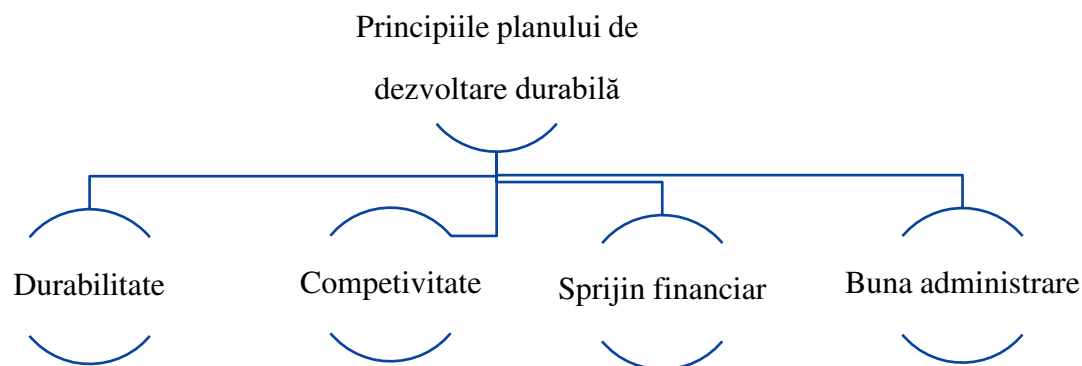 Principiile planului de
dezvoltare durabilă
Durabilitate
Competivitate
Sprijin financiar
Buna administrare